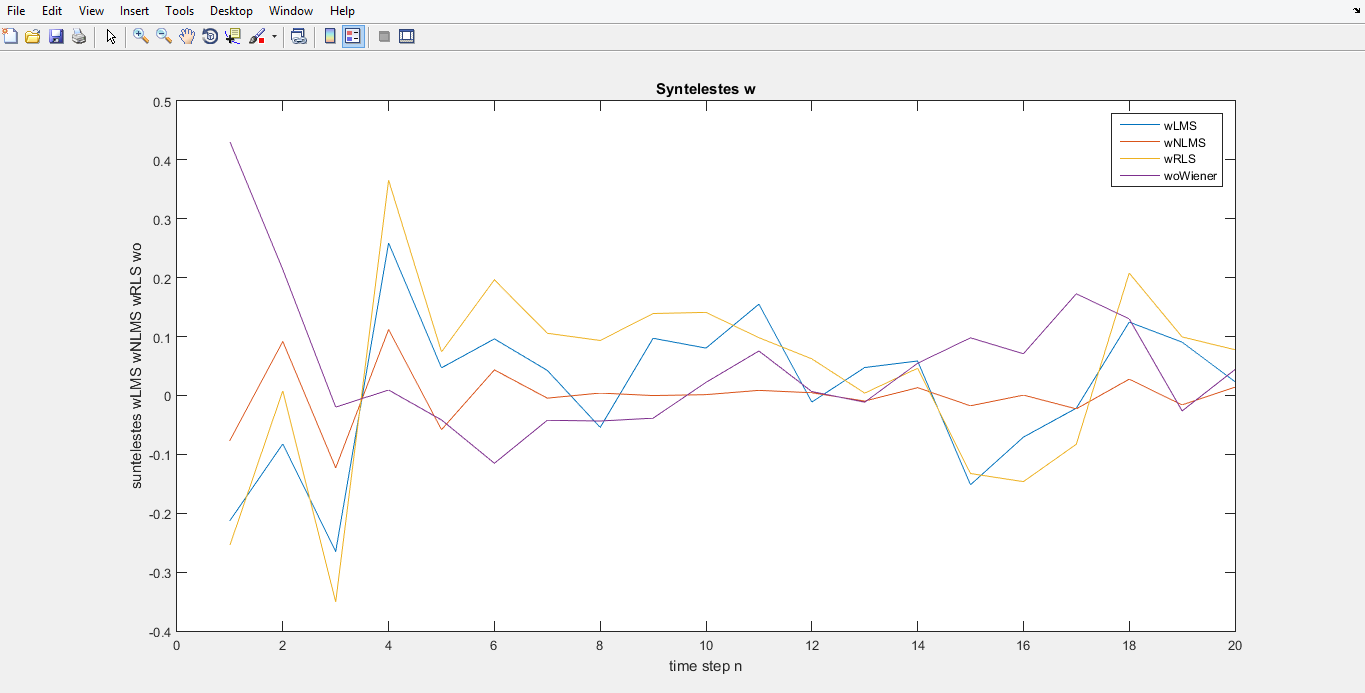 File Edit View Insert Tools Desktop Window Help
Syntelestes w
0.5
0.4
0.3
0.2
0.1
0
-0.1
-0.2
-0.3
-0.4
suntelestes wLMS wNLMS wRLS wo
wLMS
wNLMS
wRLS
woWiener
0 2 4 6 8 10 12 14 16 18 20
time step n